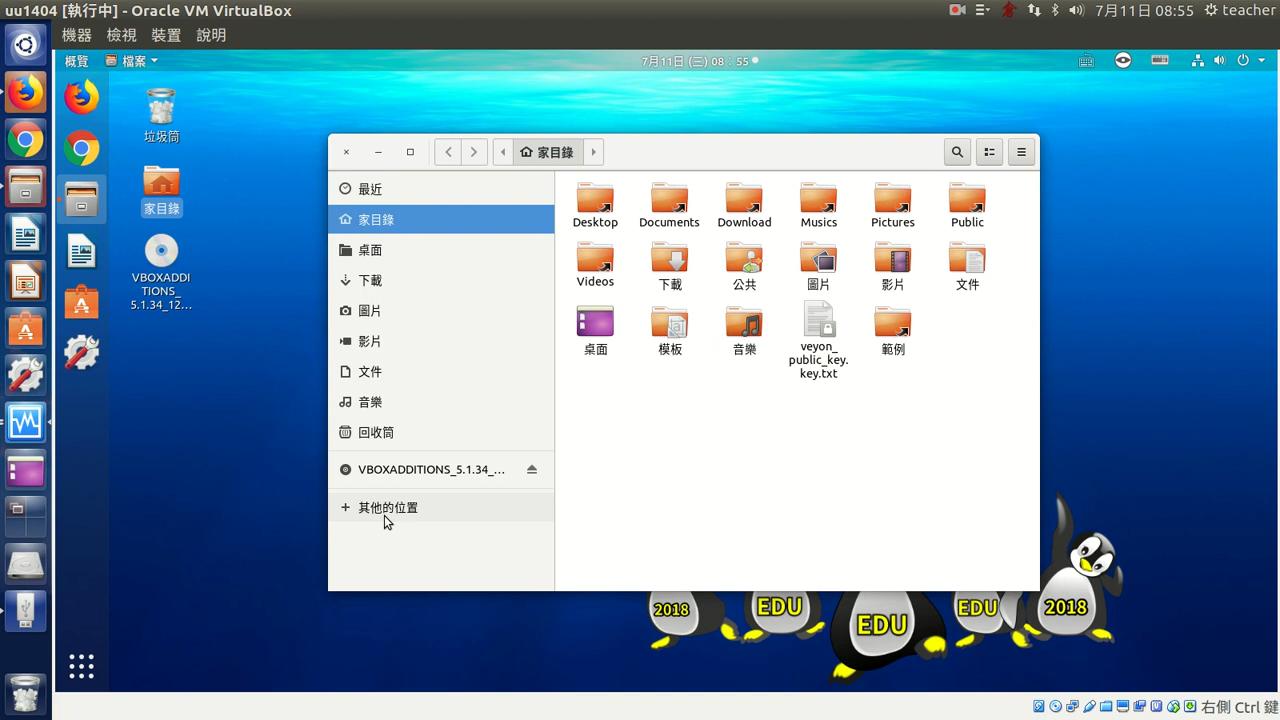 uu1404 [執行中] - Oracle VM VirtualBox
7月11日 08:55
teacher
機器 檢視 裝置 說明
概覽 檔案
7月11日 (三) 08：55
垃圾筒
家目錄
VBOXADDITIONS_5.1.34_12...
家目錄
最近
家目錄
桌面
下載
圖片
影片
文件
音樂
回收筒
VBOXADDITIONS_5.1.34_...
其他的位置
Desktop Documents Download Musics Pictures Public
Videos 下載 公共 圖片 影片 文件
桌面 模板 音樂 veyon_public_key.key.txt 範例
2018 EDU EDU EDU 2018
右側 Ctrl 鍵